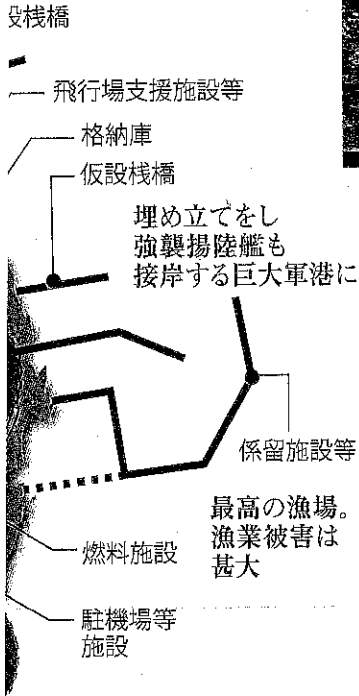 設桟橋
飛行場支援施設等
格納庫
仮設桟橋
埋め立てをし
強襲揚陸艦も
接岸する巨大軍港に
係留施設等
最高の漁場。
漁業被害は
甚大
燃料施設
駐機場等
施設